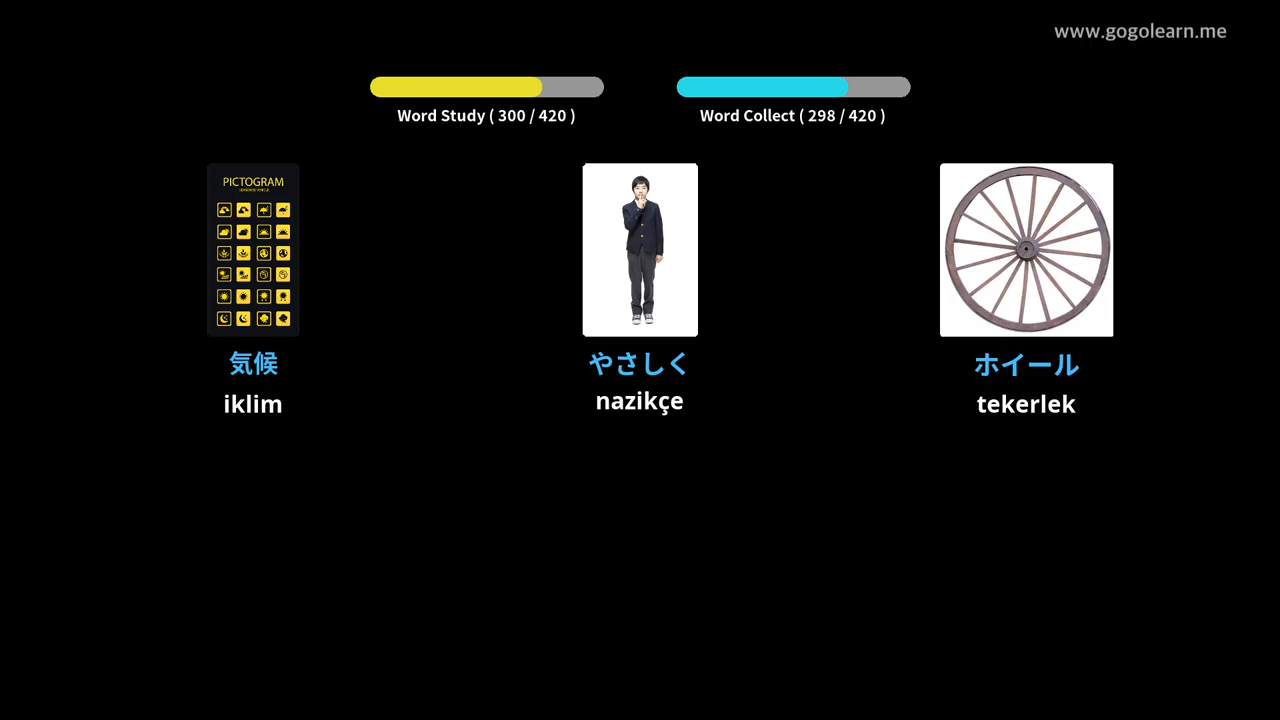 www.gogolearn.me
Word Study ( 300 / 420 )
Word Collect ( 298 / 420 )
PICTOGRAM
気候
やさしく
ホイール
iklim
nazikçe
tekerlek